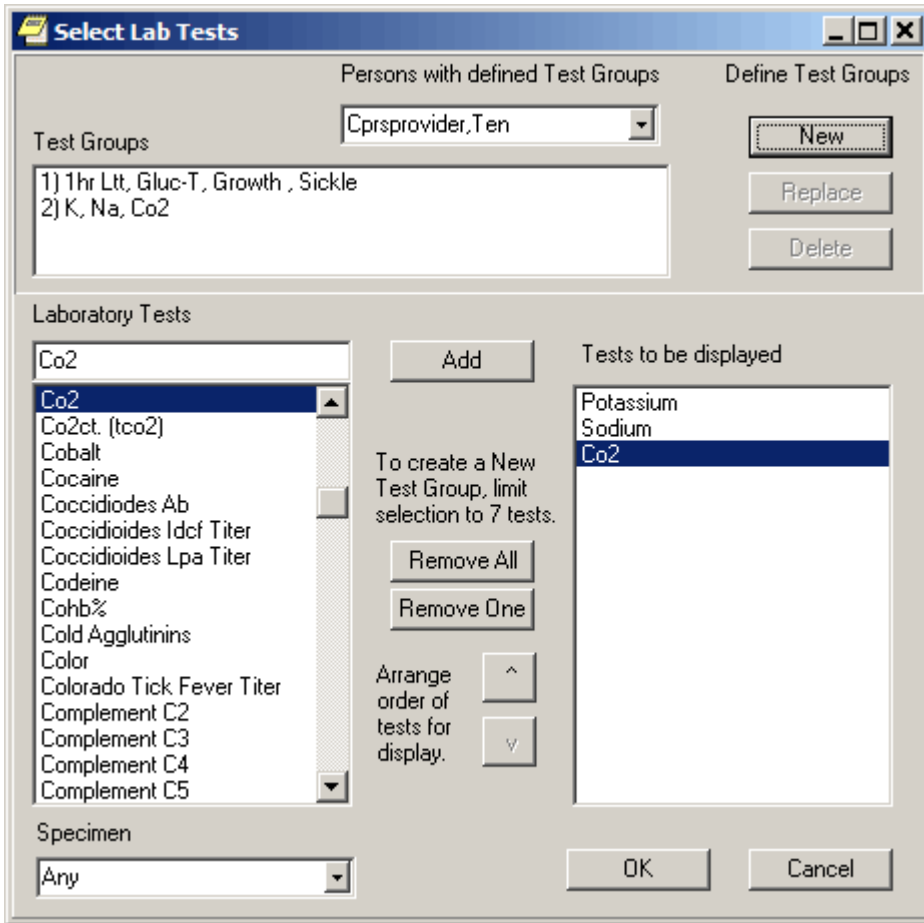 Select Lab Tests
Persons with defined Test Groups
Define Test Groups
Cprsprovider,Ten
New
Test Groups
1) 1hr Ltt, Gluc-T, Growth , Sickle
2) K, Na, Co2
Replace
Delete
Laboratory Tests
Co2
Add
Tests to be displayed
Co2
Co2ct. (tco2)
Cobalt
Cocaine
Coccidiodes Ab
Coccidioides Idcf Titer
Coccidioides Lpa Titer
Codeine
Cohb%
Cold Agglutinins
Color
Colorado Tick Fever Titer
Complement C2
Complement C3
Complement C4
Complement C5
To create a New
Test Group, limit
selection to 7 tests.
Remove All
Remove One
Arrange
order of
tests for
display.
^
v
Potassium
Sodium
Co2
Specimen
Any
OK
Cancel